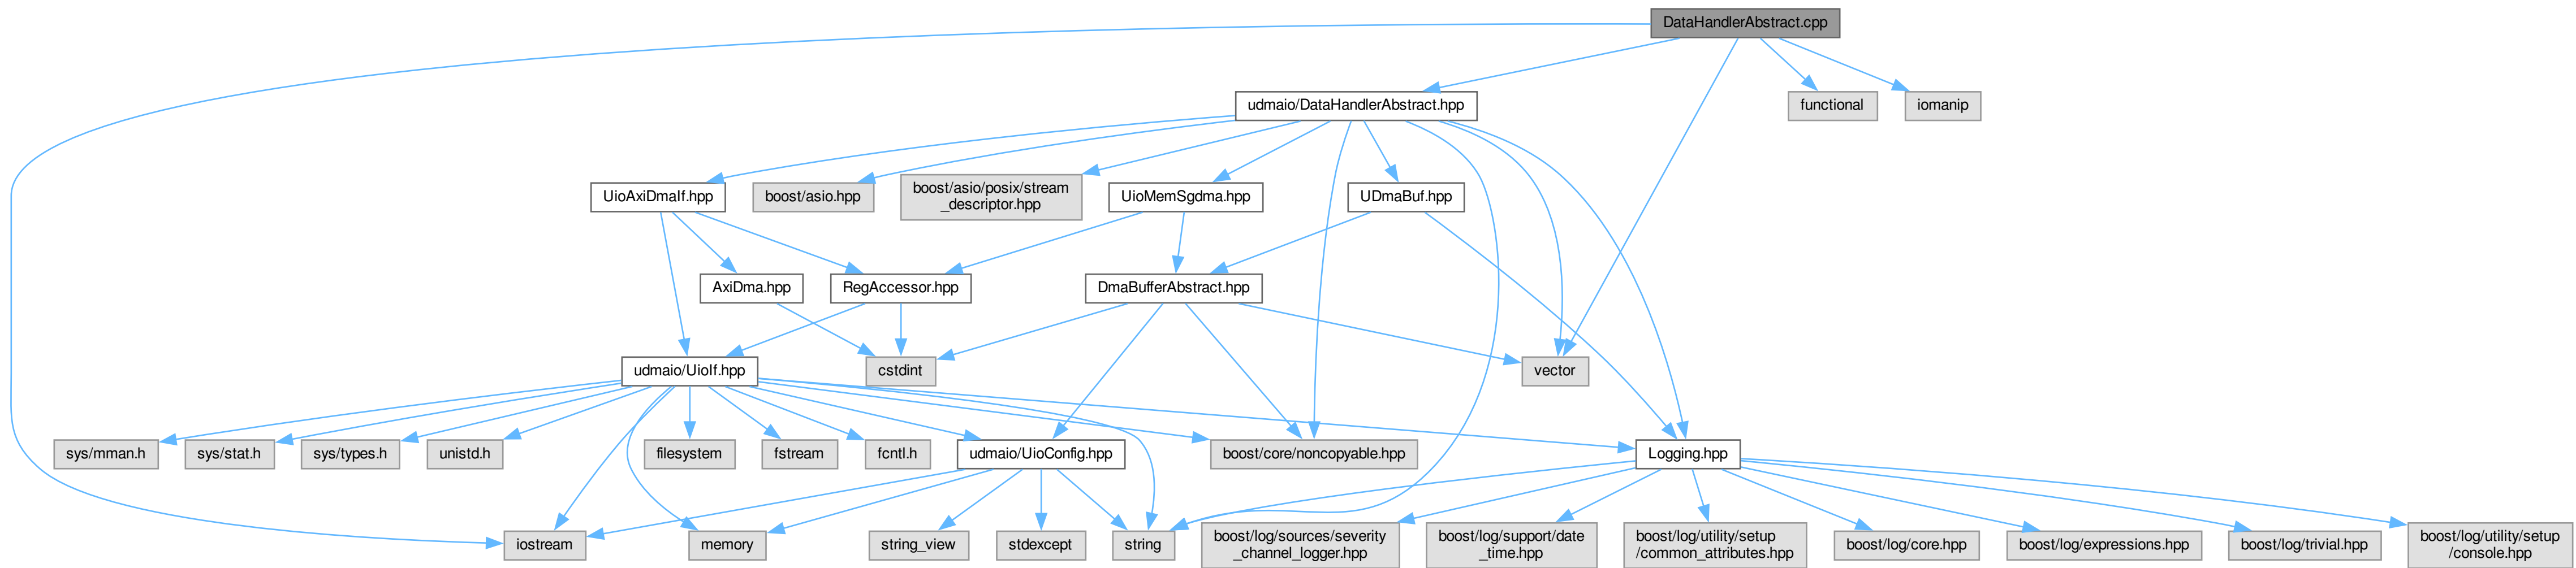 DataHandlerAbstract.cpp
udmaio/DataHandlerAbstract.hpp
functional
iomanip
UioAxiDmaIf.hpp
boost/asio.hpp
boost/asio/posix/stream
_descriptor.hpp
UioMemSgdma.hpp
UDmaBuf.hpp
AxiDma.hpp
RegAccessor.hpp
DmaBufferAbstract.hpp
udmaio/UioIf.hpp
cstdint
vector
sys/mman.h
sys/stat.h
sys/types.h
unistd.h
filesystem
fstream
fcntl.h
udmaio/UioConfig.hpp
boost/core/noncopyable.hpp
Logging.hpp
iostream
memory
string_view
stdexcept
string
boost/log/sources/severity
_channel_logger.hpp
boost/log/support/date
_time.hpp
boost/log/utility/setup
/common_attributes.hpp
boost/log/core.hpp
boost/log/expressions.hpp
boost/log/trivial.hpp
boost/log/utility/setup
/console.hpp